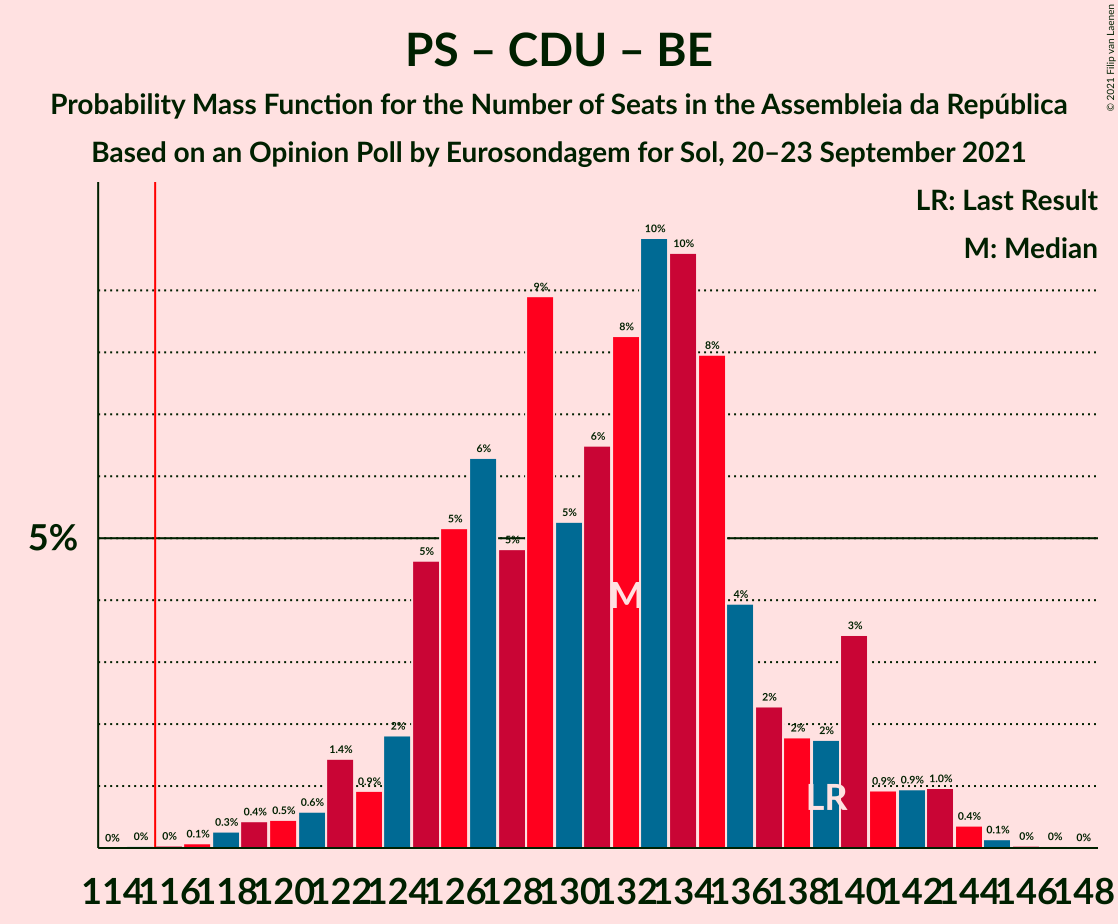 PS – CDU – BE
Probability Mass Function for the Number of Seats in the Assembleia da República
Based on an Opinion Poll by Eurosondagem for Sol, 20–23 September 2021
© 2021 Filip van Laenen
LR: Last Result
M: Median
5%
0% 0% 0% 0.1% 0.3% 0.4% 0.5% 0.6% 1.4% 0.9% 2% 5% 5% 6% 5% 9% 5% 6% 8% 10% 10% 8% 4% 2% 2% 2% 3% 0.9% 0.9% 1.0% 0.4% 0.1% 0% 0% 0%
M
LR
114 116 118 120 122 124 126 128 130 132 134 136 138 140 142 144 146 148